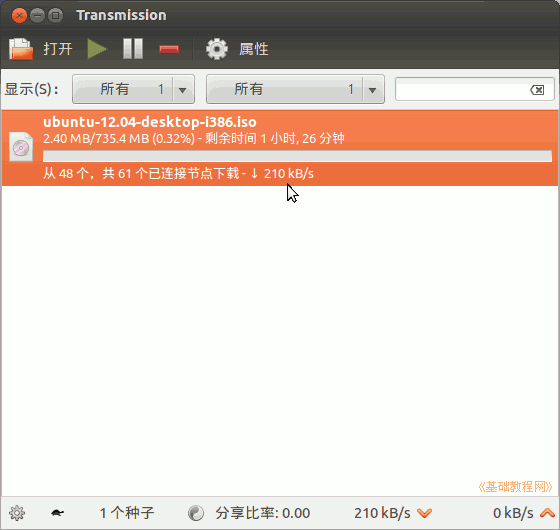 Transmission
打开 属性
显示(S)： 所有 1 所有 1
ubuntu-12.04-desktop-i386.iso
2.40 MB/735.4 MB (0.32%) - 剩余时间 1 小时, 26 分钟
从 48 个，共 61 个已连接节点下载 - ↓ 210 kB/s
《基础教程网》
1 个种子 分享比率: 0.00 210 kB/s 0 kB/s